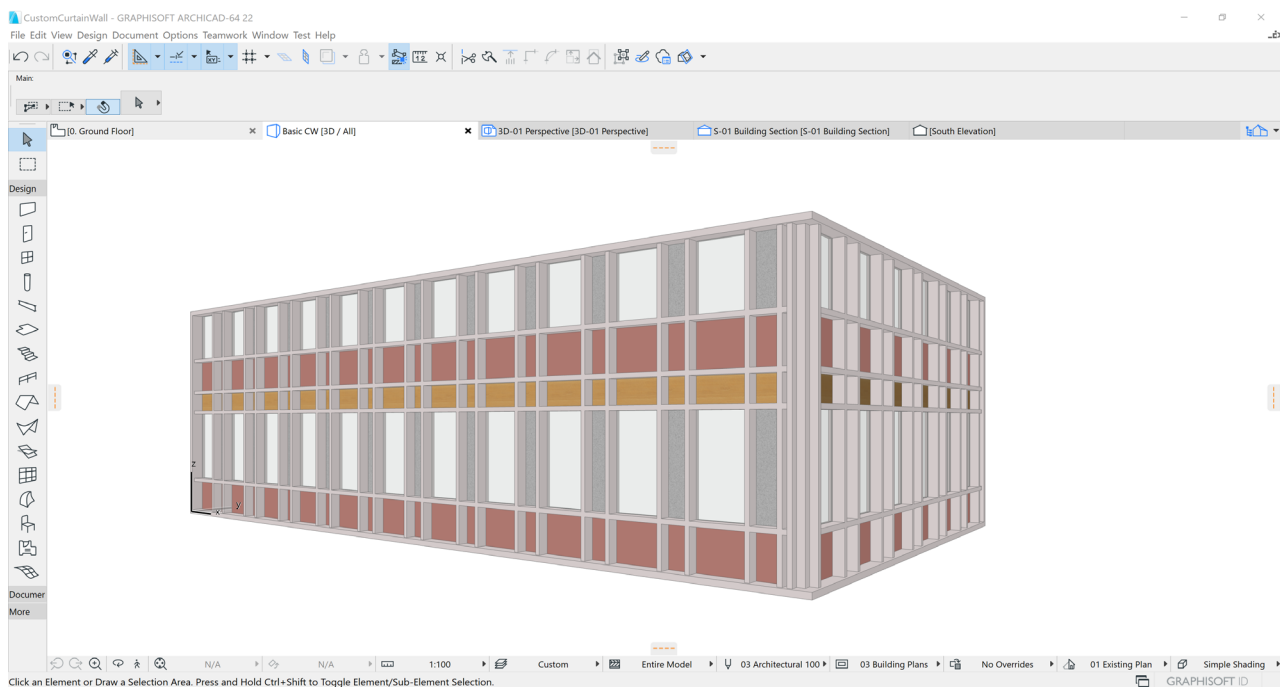 CustomCurtainWall - GRAPHISOFT ARCHICAD-64 22
File Edit View Design Document Options Teamwork Window Test Help
Main:
[0. Ground Floor]
Basic CW [3D / All]
3D-01 Perspective [3D-01 Perspective]
S-01 Building Section [S-01 Building Section]
[South Elevation]
Design
z
y
x
Documer
More
N/A
N/A
1:100
Custom
Entire Model
03 Architectural 100
03 Building Plans
No Overrides
01 Existing Plan
Simple Shading
Click an Element or Draw a Selection Area. Press and Hold Ctrl+Shift to Toggle Element/Sub-Element Selection.
GRAPHISOFT ID